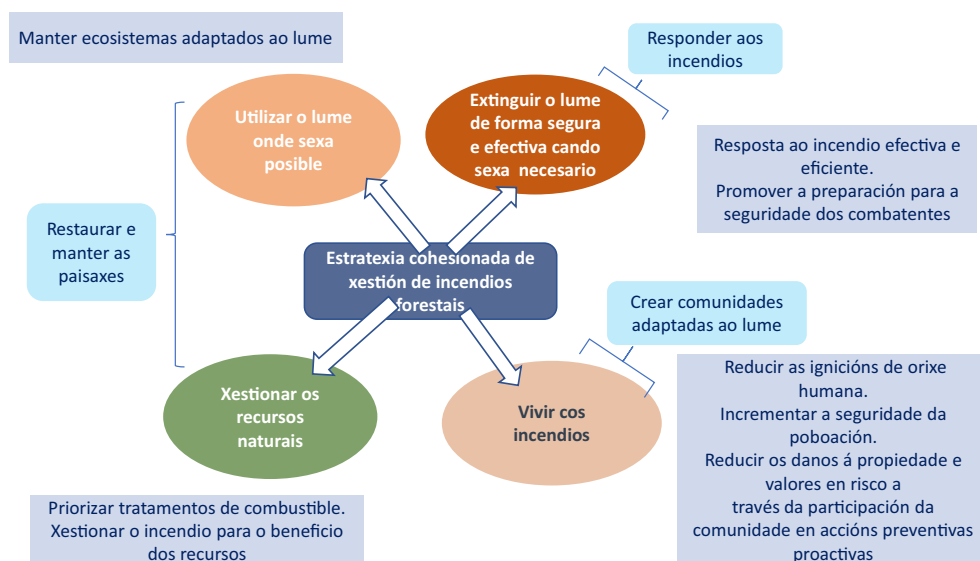 Manter ecosistemas adaptados ao lume
Responder aos
incendios
Utilizar o lume
onde sexa
posible
Extinguir o lume
de forma segura
e efectiva cando
sexa necesario
Resposta ao incendio efectiva e
eficiente.
Promover a preparación para a
seguridade dos combatentes
Restaurar e
manter as
paisaxes
Estratexia cohesionada de
xestión de incendios
forestais
Crear comunidades
adaptadas ao lume
Xestionar os
recursos
naturais
Vivir cos
incendios
Reducir as ignicións de orixe
humana.
Incrementar a seguridade da
poboación.
Reducir os danos á propiedade e
valores en risco a
través da participación da
comunidade en accións preventivas
proactivas
Priorizar tratamentos de combustible.
Xestionar o incendio para o beneficio
dos recursos